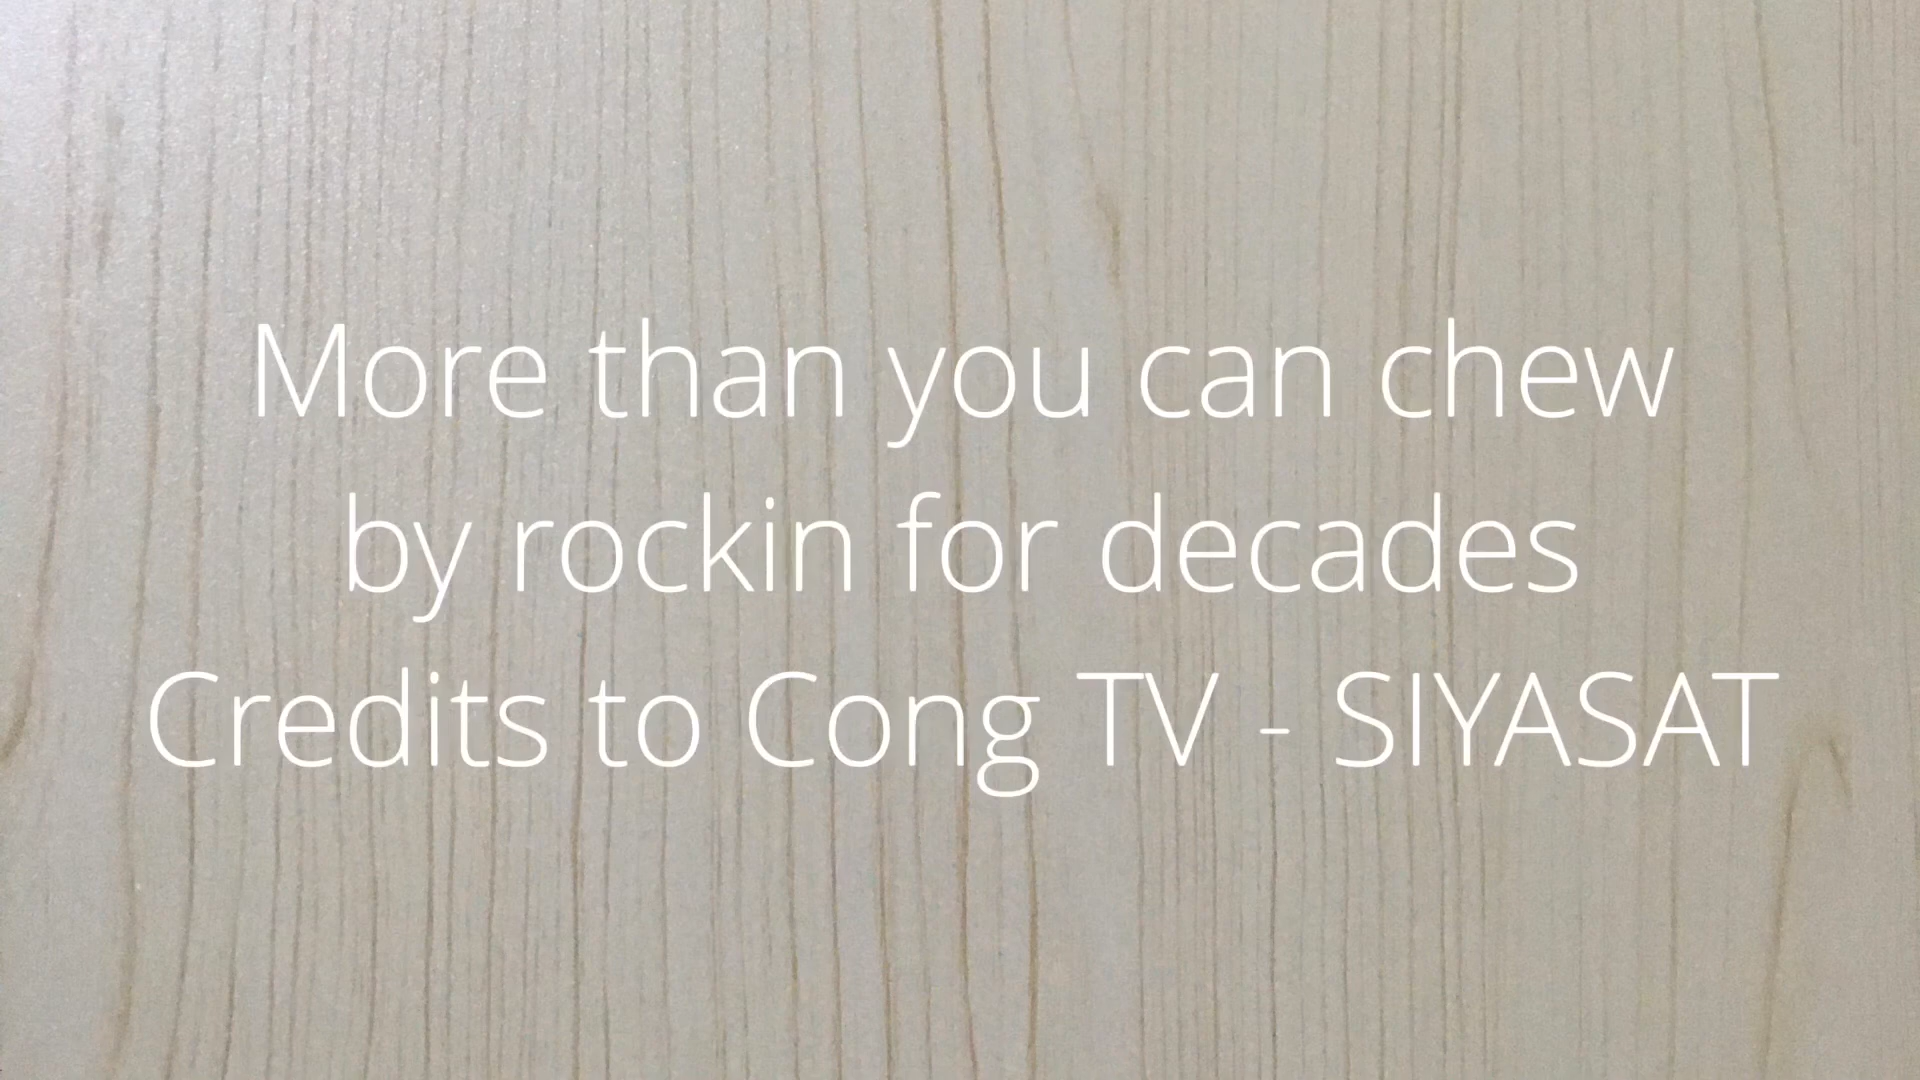 More than you can chew
by rockin for decades
Credits to Cong TV - SIYASAT